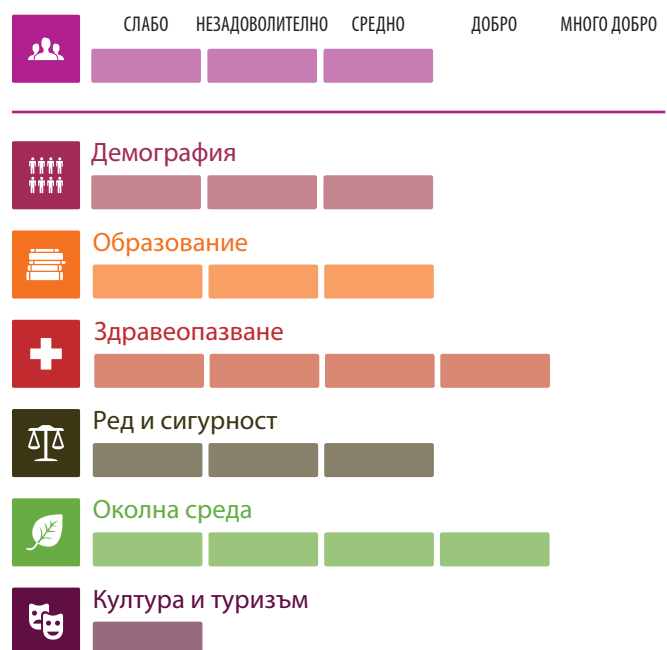 СЛАБО НЕЗАДОВОЛИТЕЛНО СРЕДНО ДОБРО МНОГО ДОБРО
Демография
Образование
Здравеопазване
Ред и сигурност
Околна среда
Култура и туризъм